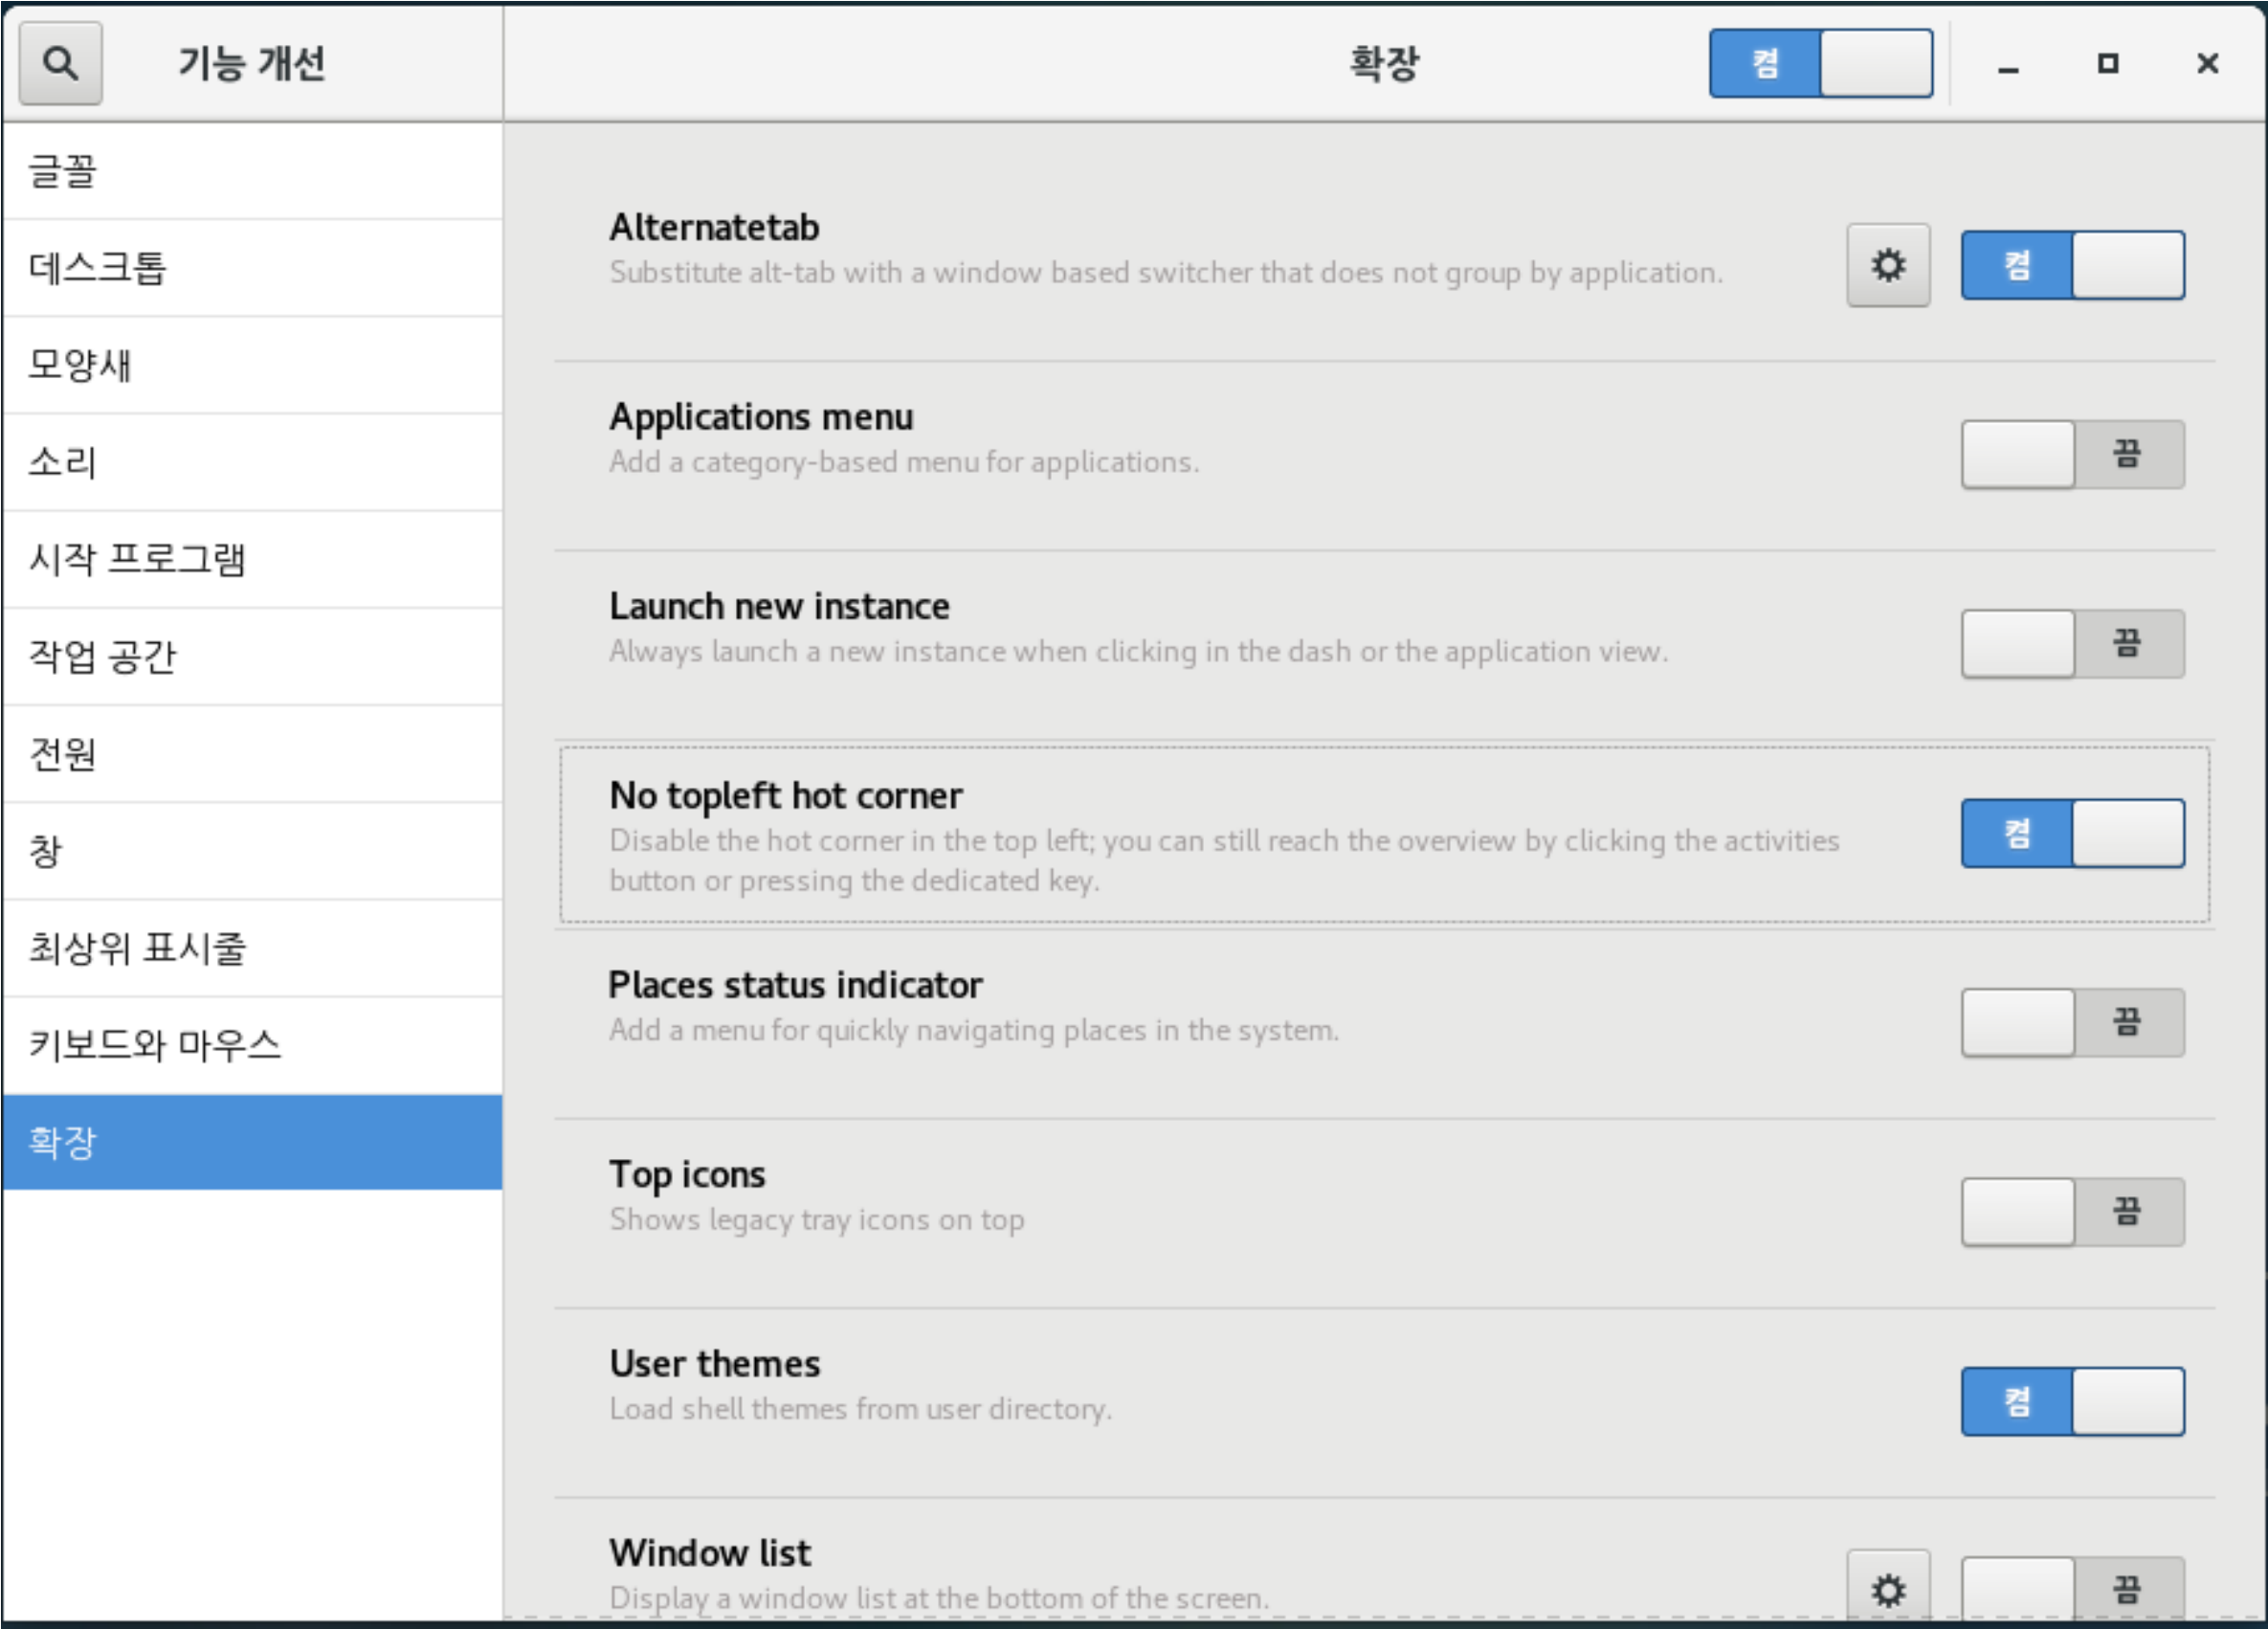 기능 개선
확장
켬
글꼴
데스크톱
모양새
소리
시작 프로그램
작업 공간
전원
창
최상위 표시줄
키보드와 마우스
확장
Alternatetab
Substitute alt-tab with a window based switcher that does not group by application.
켬
Applications menu
Add a category-based menu for applications.
끔
Launch new instance
Always launch a new instance when clicking in the dash or the application view.
끔
No topleft hot corner
Disable the hot corner in the top left; you can still reach the overview by clicking the activities
button or pressing the dedicated key.
켬
Places status indicator
Add a menu for quickly navigating places in the system.
끔
Top icons
Shows legacy tray icons on top
끔
User themes
Load shell themes from user directory.
켬
Window list
Display a window list at the bottom of the screen.
끔